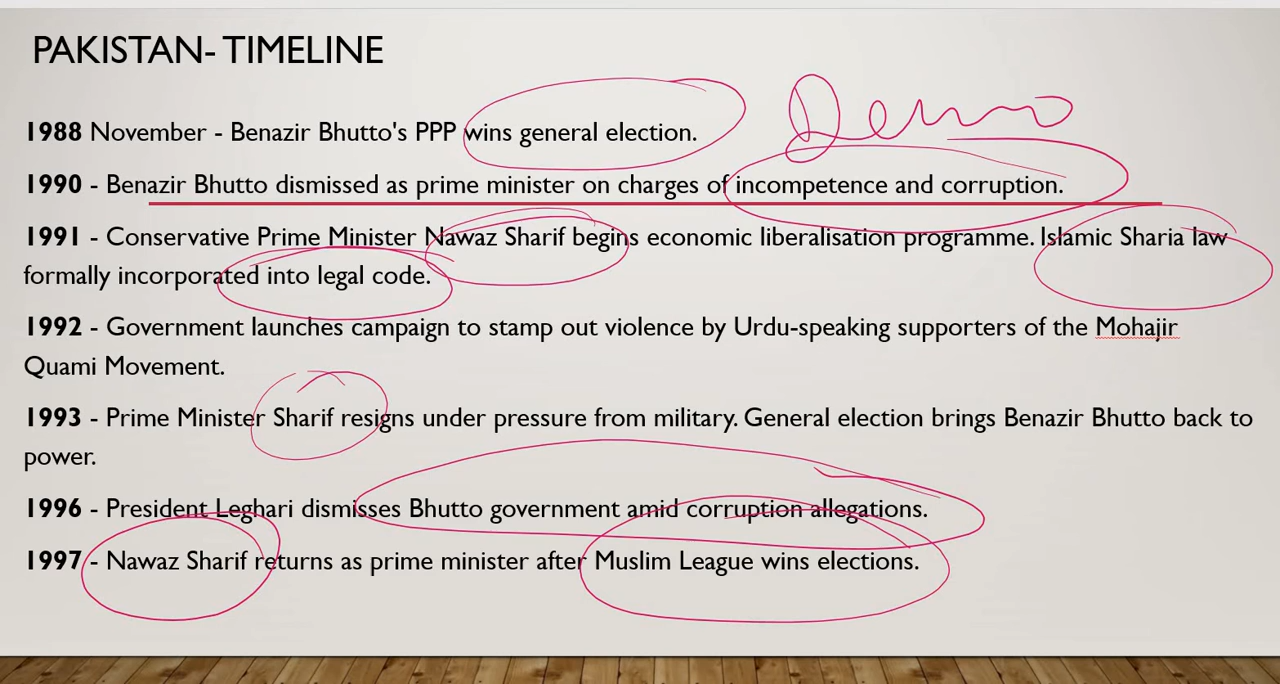 PAKISTAN- TIMELINE
Demo
1988 November - Benazir Bhutto's PPP wins general election.
1990 - Benazir Bhutto dismissed as prime minister on charges of incompetence and corruption.
1991 - Conservative Prime Minister Nawaz Sharif begins economic liberalisation programme. Islamic Sharia law
formally incorporated into legal code.
1992 - Government launches campaign to stamp out violence by Urdu-speaking supporters of the Mohajir
Quami Movement.
1993 - Prime Minister Sharif resigns under pressure from military. General election brings Benazir Bhutto back to
power.
1996 - President Leghari dismisses Bhutto government amid corruption allegations.
1997 - Nawaz Sharif returns as prime minister after Muslim League wins elections.